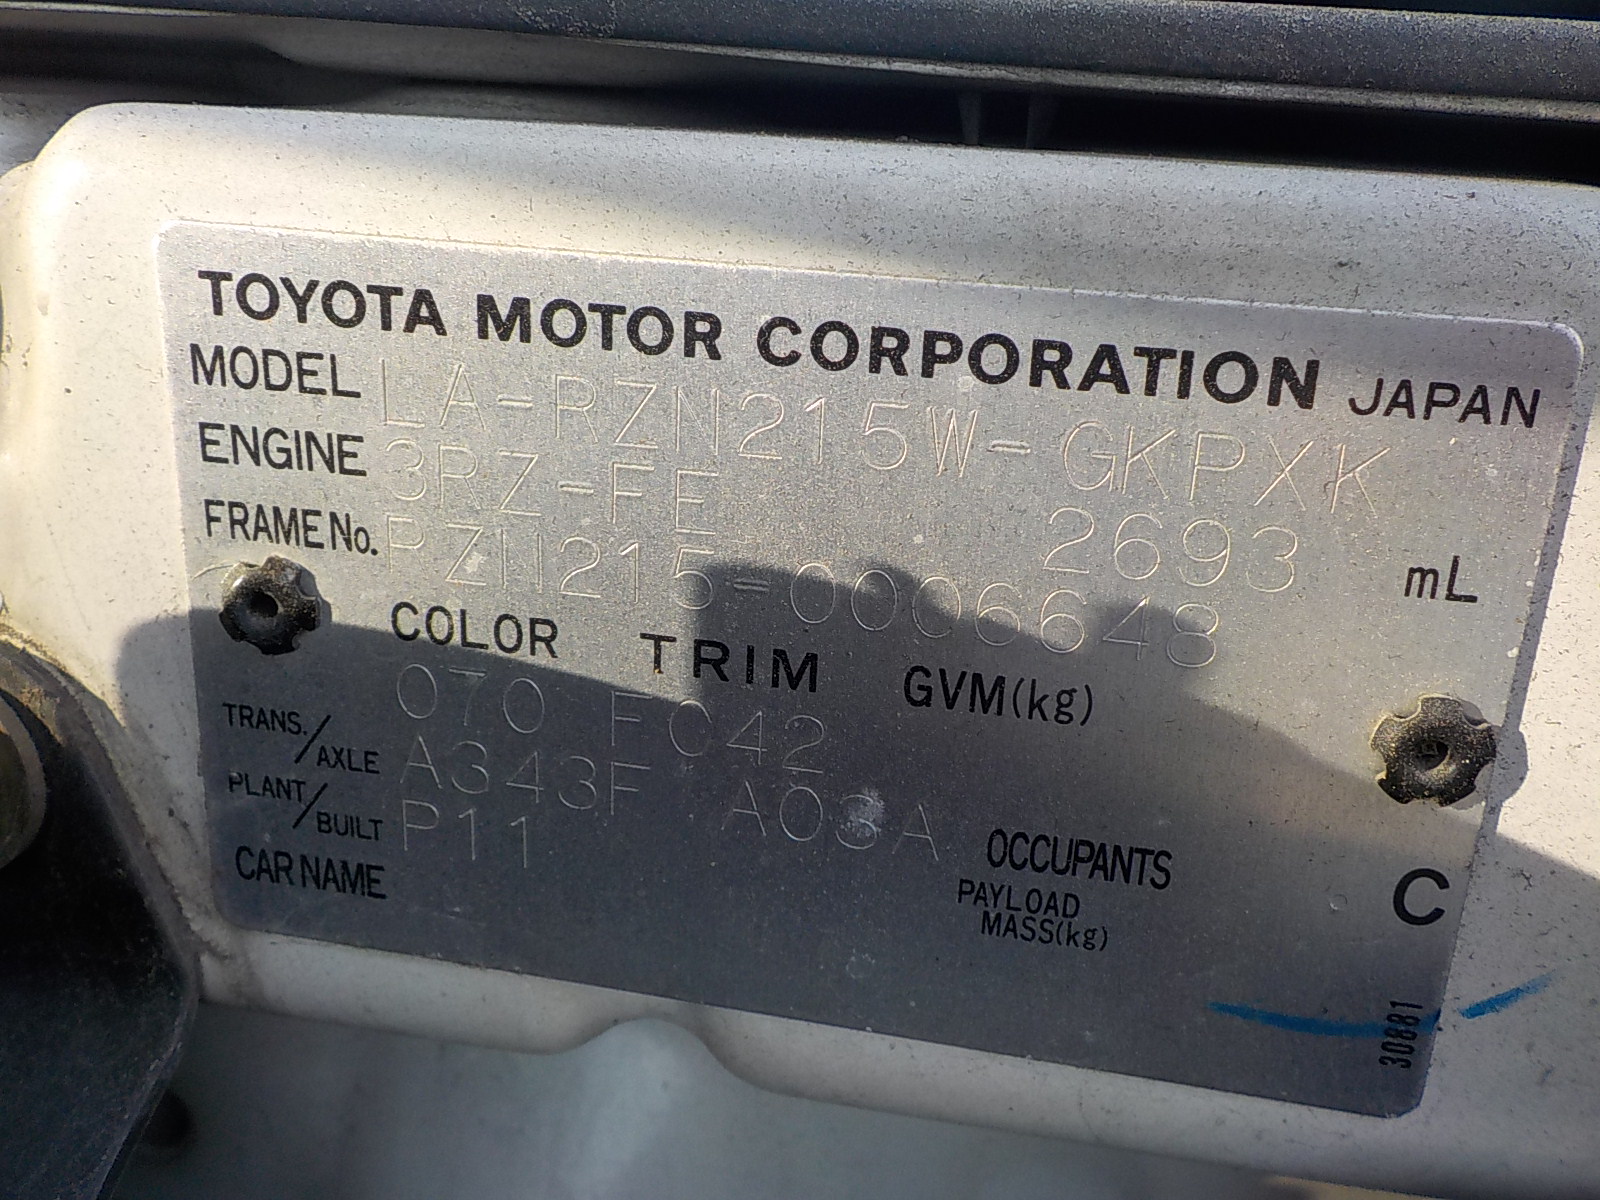 TOYOTA MOTOR CORPORATION JAPAN
MODEL LA-RZN215W-GKPXK
ENGINE 3RZ-FE 2693 mL
FRAME No. RZN215-0006648
COLOR TRIM GVM(kg)
070 FC42
TRANS./AXLE A343F A03A
PLANT/BUILT P11
OCCUPANTS C
CAR NAME
PAYLOAD
MASS(kg)
30881